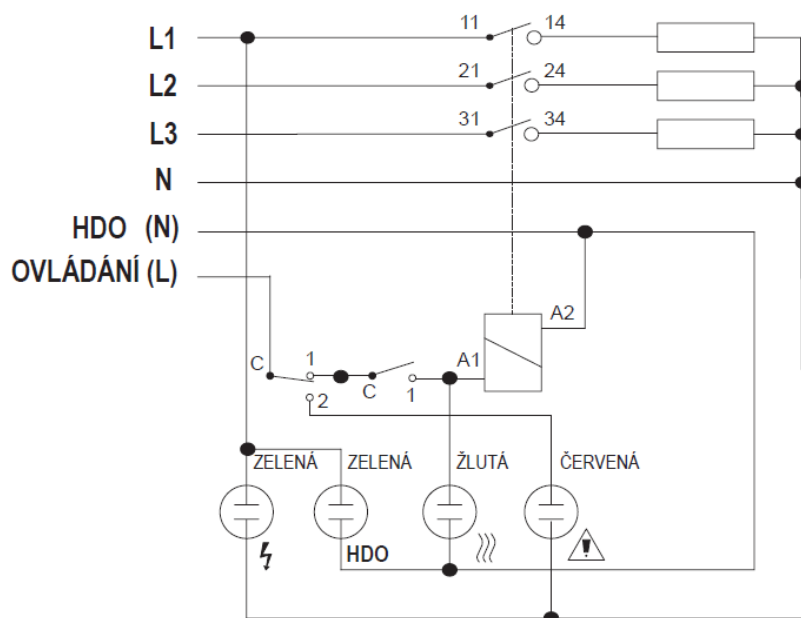 L1 11 14
L2 21 24
L3 31 34
N
HDO (N)
OVLÁDÁNÍ (L)
A2
C 1 C 1 A1
2
ZELENÁ ZELENÁ ŽLUTÁ ČERVENÁ
HDO
!